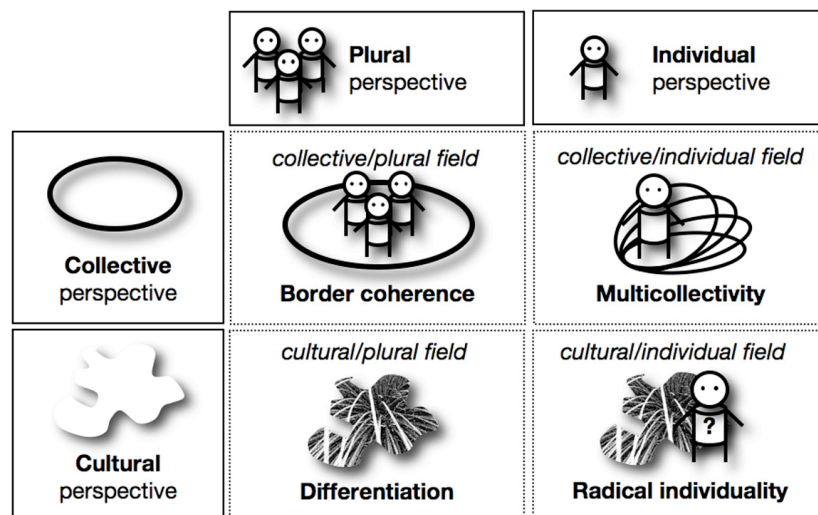 Plural
perspective
Individual
perspective
Collective
perspective
collective/plural field
Border coherence
collective/individual field
Multicollectivity
Cultural
perspective
cultural/plural field
Differentiation
cultural/individual field
?
Radical individuality